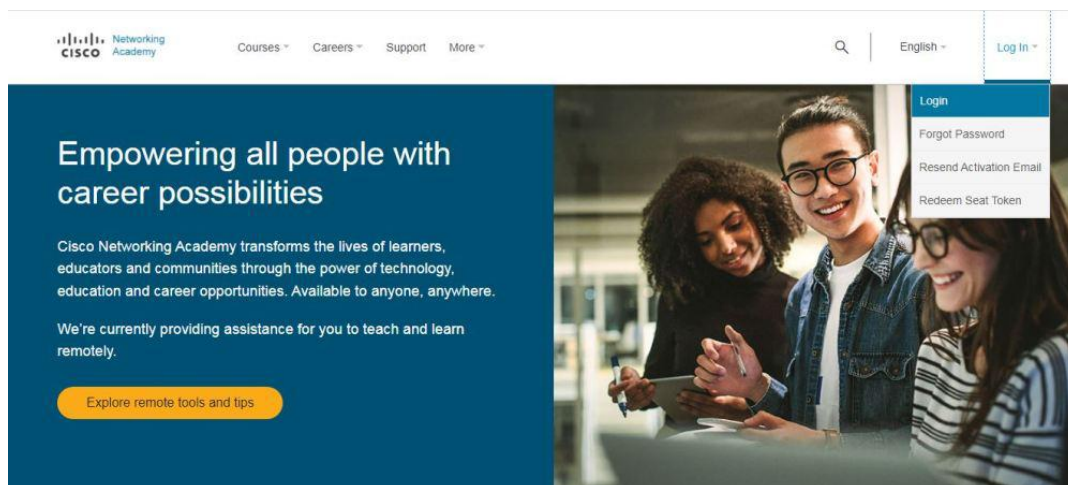 Networking
CISCO Academy
Courses Careers Support More
English Log In
Login
Forgot Password
Resend Activation Email
Redeem Seat Token
Empowering all people with
career possibilities
Cisco Networking Academy transforms the lives of learners,
educators and communities through the power of technology,
education and career opportunities. Available to anyone, anywhere.
We're currently providing assistance for you to teach and learn
remotely.
Explore remote tools and tips